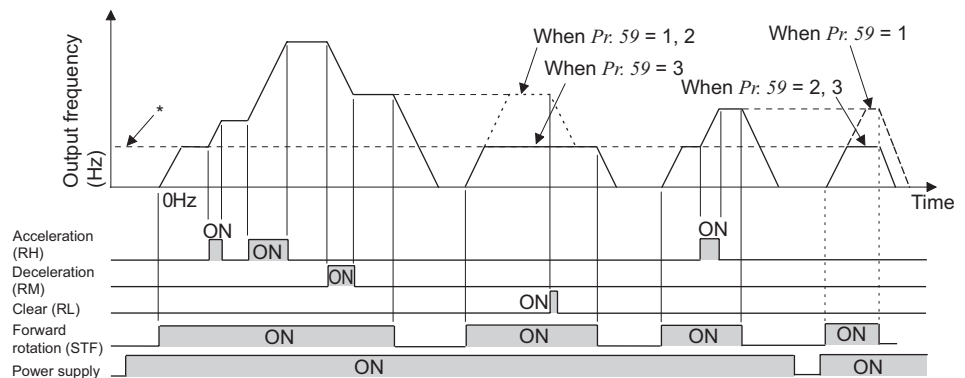 Output frequency
(Hz)
*
When Pr. 59 = 1, 2
When Pr. 59 = 3
When Pr. 59 = 1
When Pr. 59 = 2, 3
0Hz
Time
Acceleration
(RH)
ON
ON
ON
Deceleration
(RM)
ON
Clear (RL)
ON
Forward
rotation (STF)
ON
ON
ON
ON
Power supply
ON
ON